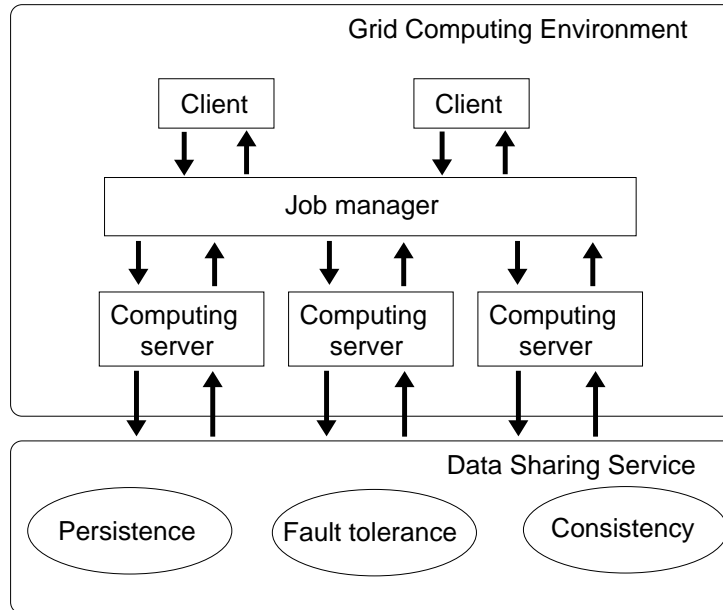 Grid Computing Environment
Client
Client
Job manager
Computing
server
Computing
server
Computing
server
Data Sharing Service
Persistence
Fault tolerance
Consistency